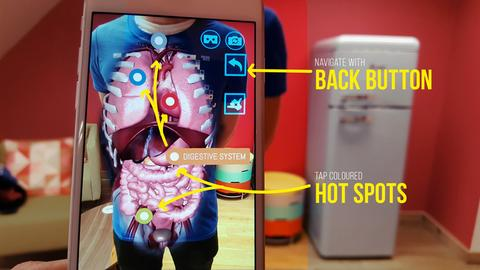 NAVIGATE WITH
BACK BUTTON
DIGESTIVE SYSTEM
TAP COLOURED
HOT SPOTS